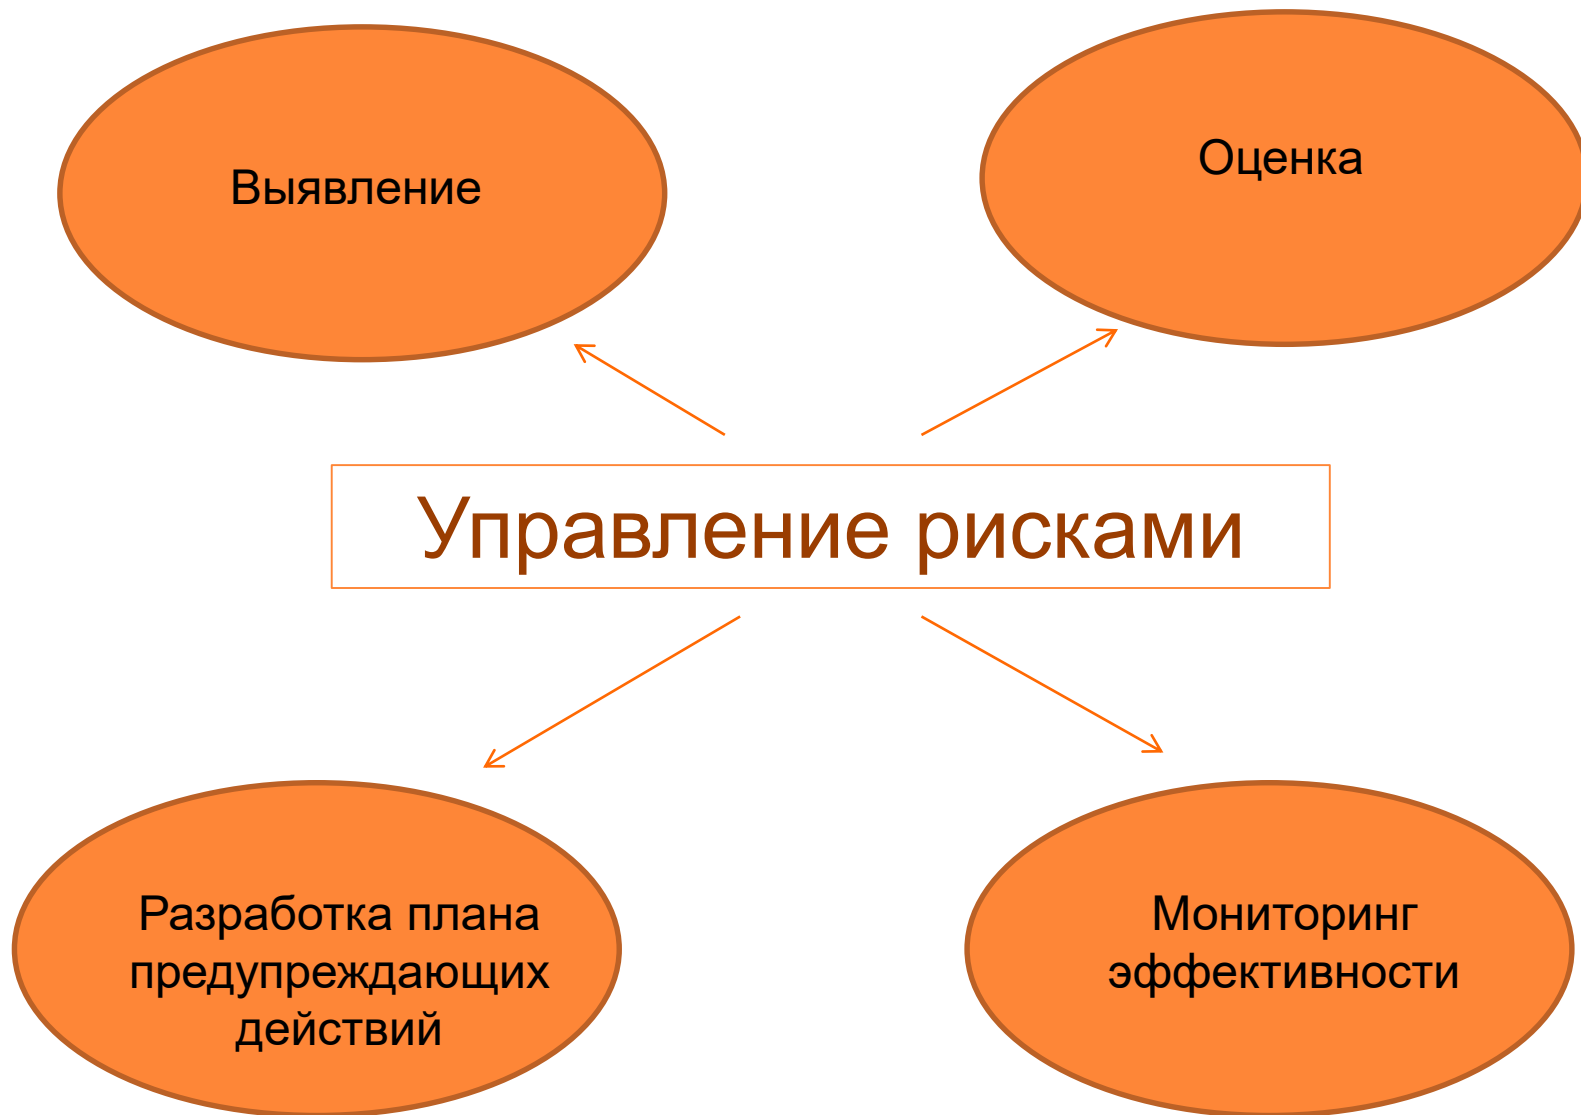 Выявление
Оценка
Управление рисками
Разработка плана
предупреждающих
действий
Мониторинг
эффективности